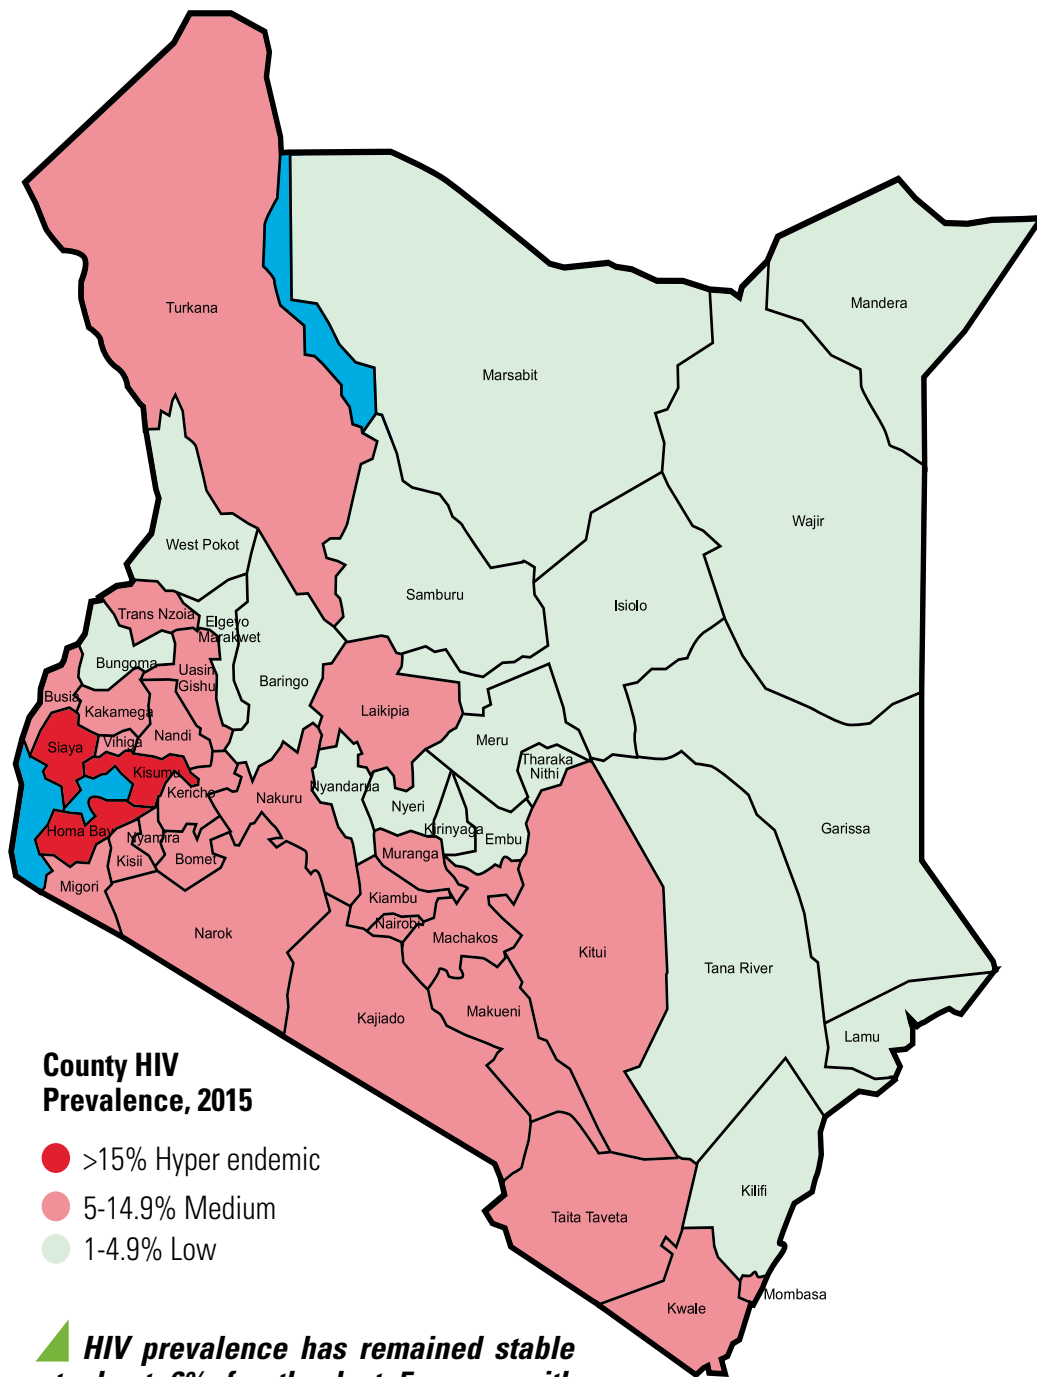 Turkana
Mandera
Marsabit
Wajir
West Pokot
Samburu
Isiolo
Trans Nzoia
Elgeyo
Marakwet
Bungoma
Uasin
Gishu
Baringo
Busia
Kakamega
Laikipia
Siaya
Vihiga
Nandi
Meru
Tharaka
Nithi
Kisumu
Kericho
Nakuru
Nyandarua
Nyeri
Kirinyaga
Embu
Garissa
Homa Bay
Nyamira
Kisii
Bomet
Muranga
Migori
Kiambu
Nairobi
Narok
Machakos
Kitui
Tana River
Kajiado
Makueni
Lamu
County HIV
Prevalence, 2015
>15% Hyper endemic
5-14.9% Medium
1-4.9% Low
Kilifi
Taita Taveta
Mombasa
Kwale
HIV prevalence has remained stable